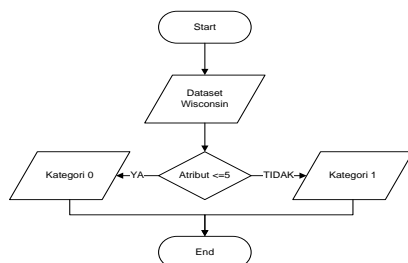 Start
Dataset
Wisconsin
Kategori 0
YA
Atribut <=5
TIDAK
Kategori 1
End